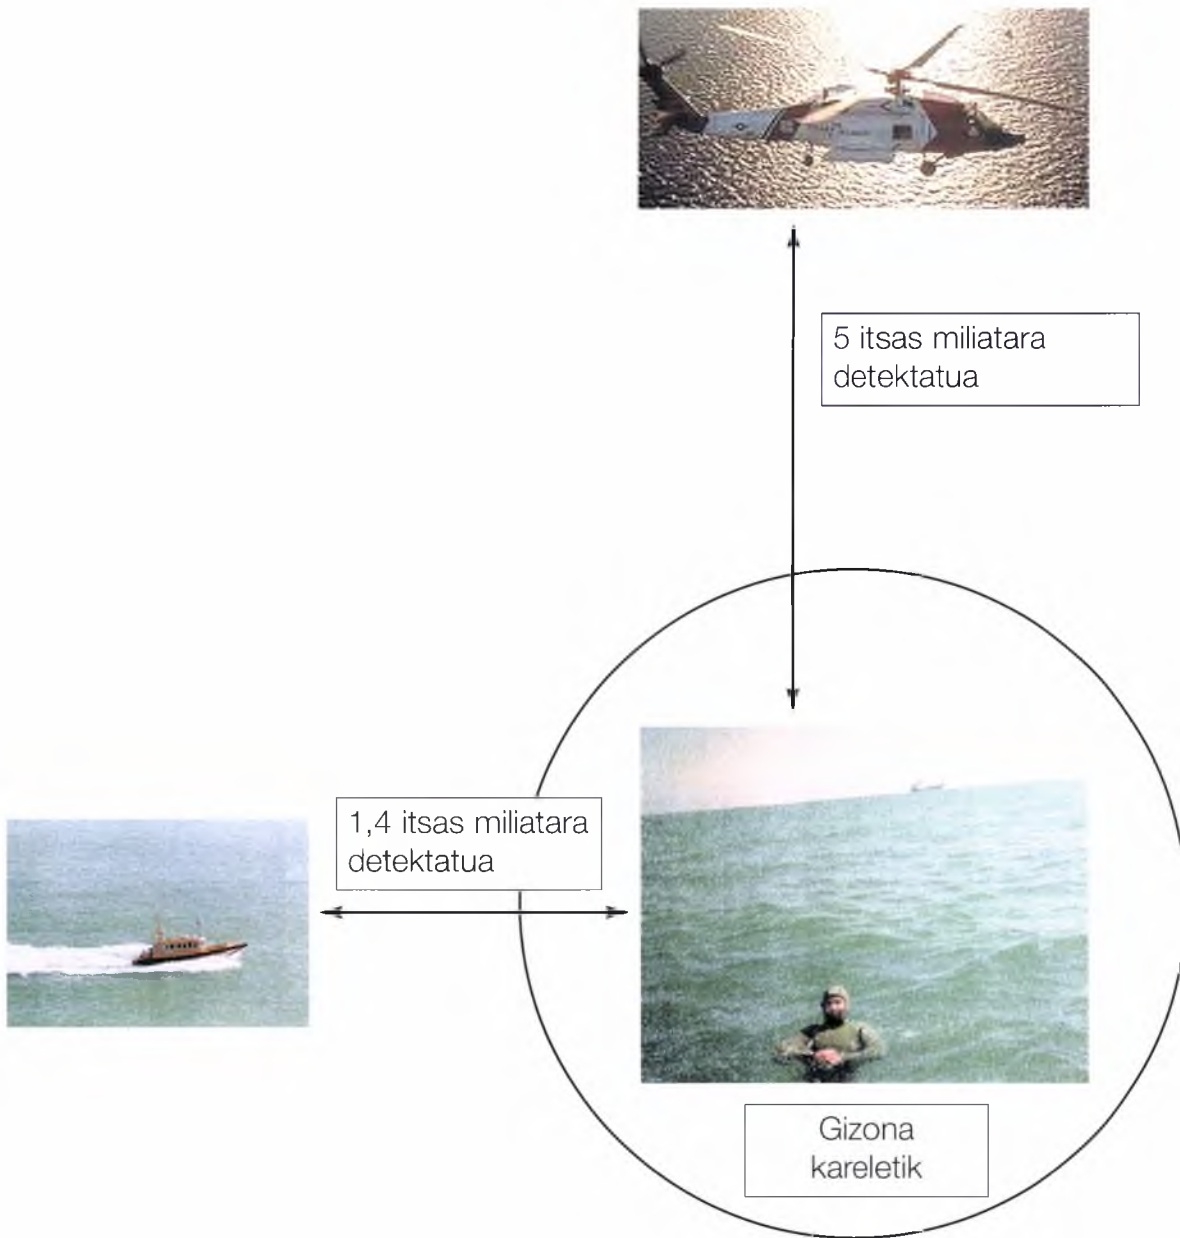 5 itsas miliatara
detektatua
1,4 itsas miliatara
detektatua
Gizona
kareletik